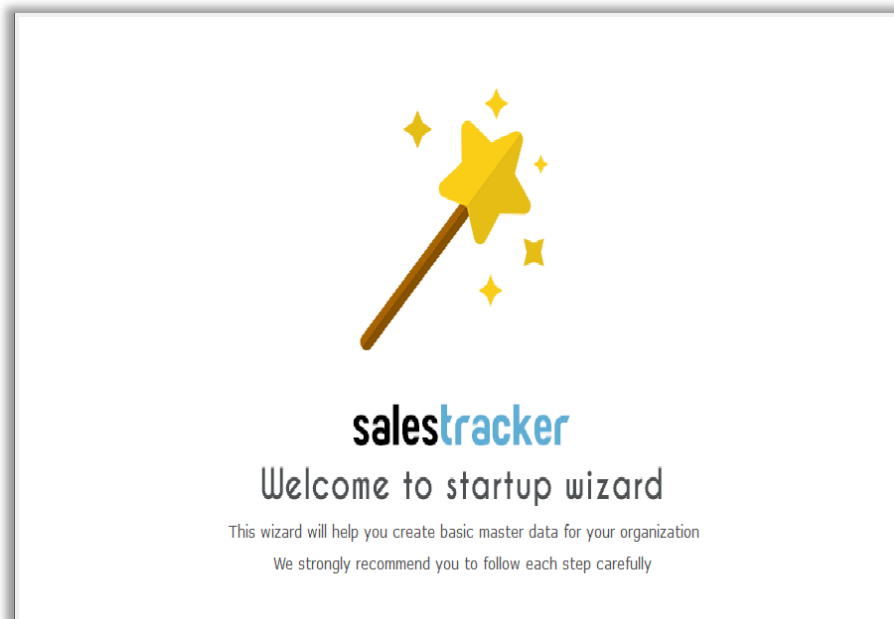 salestracker
Welcome to startup wizard
This wizard will help you create basic master data for your organization
We strongly recommend you to follow each step carefully